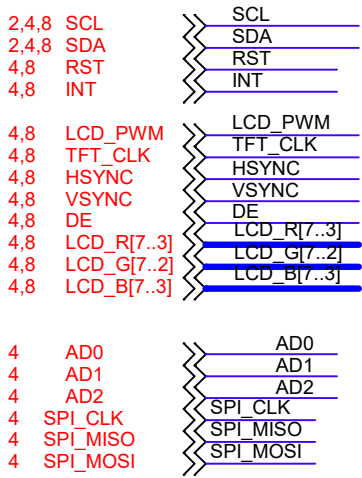 2,4,8 SCL SCL
2,4,8 SDA SDA
4,8 RST RST
4,8 INT INT
4,8 LCD_PWM LCD_PWM
4,8 TFT_CLK TFT_CLK
4,8 HSYNC HSYNC
4,8 VSYNC VSYNC
4,8 DE DE
4,8 LCD_R[7..3] LCD_R[7..3]
4,8 LCD_G[7..2] LCD_G[7..2]
4,8 LCD_B[7..3] LCD_B[7..3]
4 AD0 AD0
4 AD1 AD1
4 AD2 AD2
4 SPI_CLK SPI_CLK
4 SPI_MISO SPI_MISO
4 SPI_MOSI SPI_MOSI